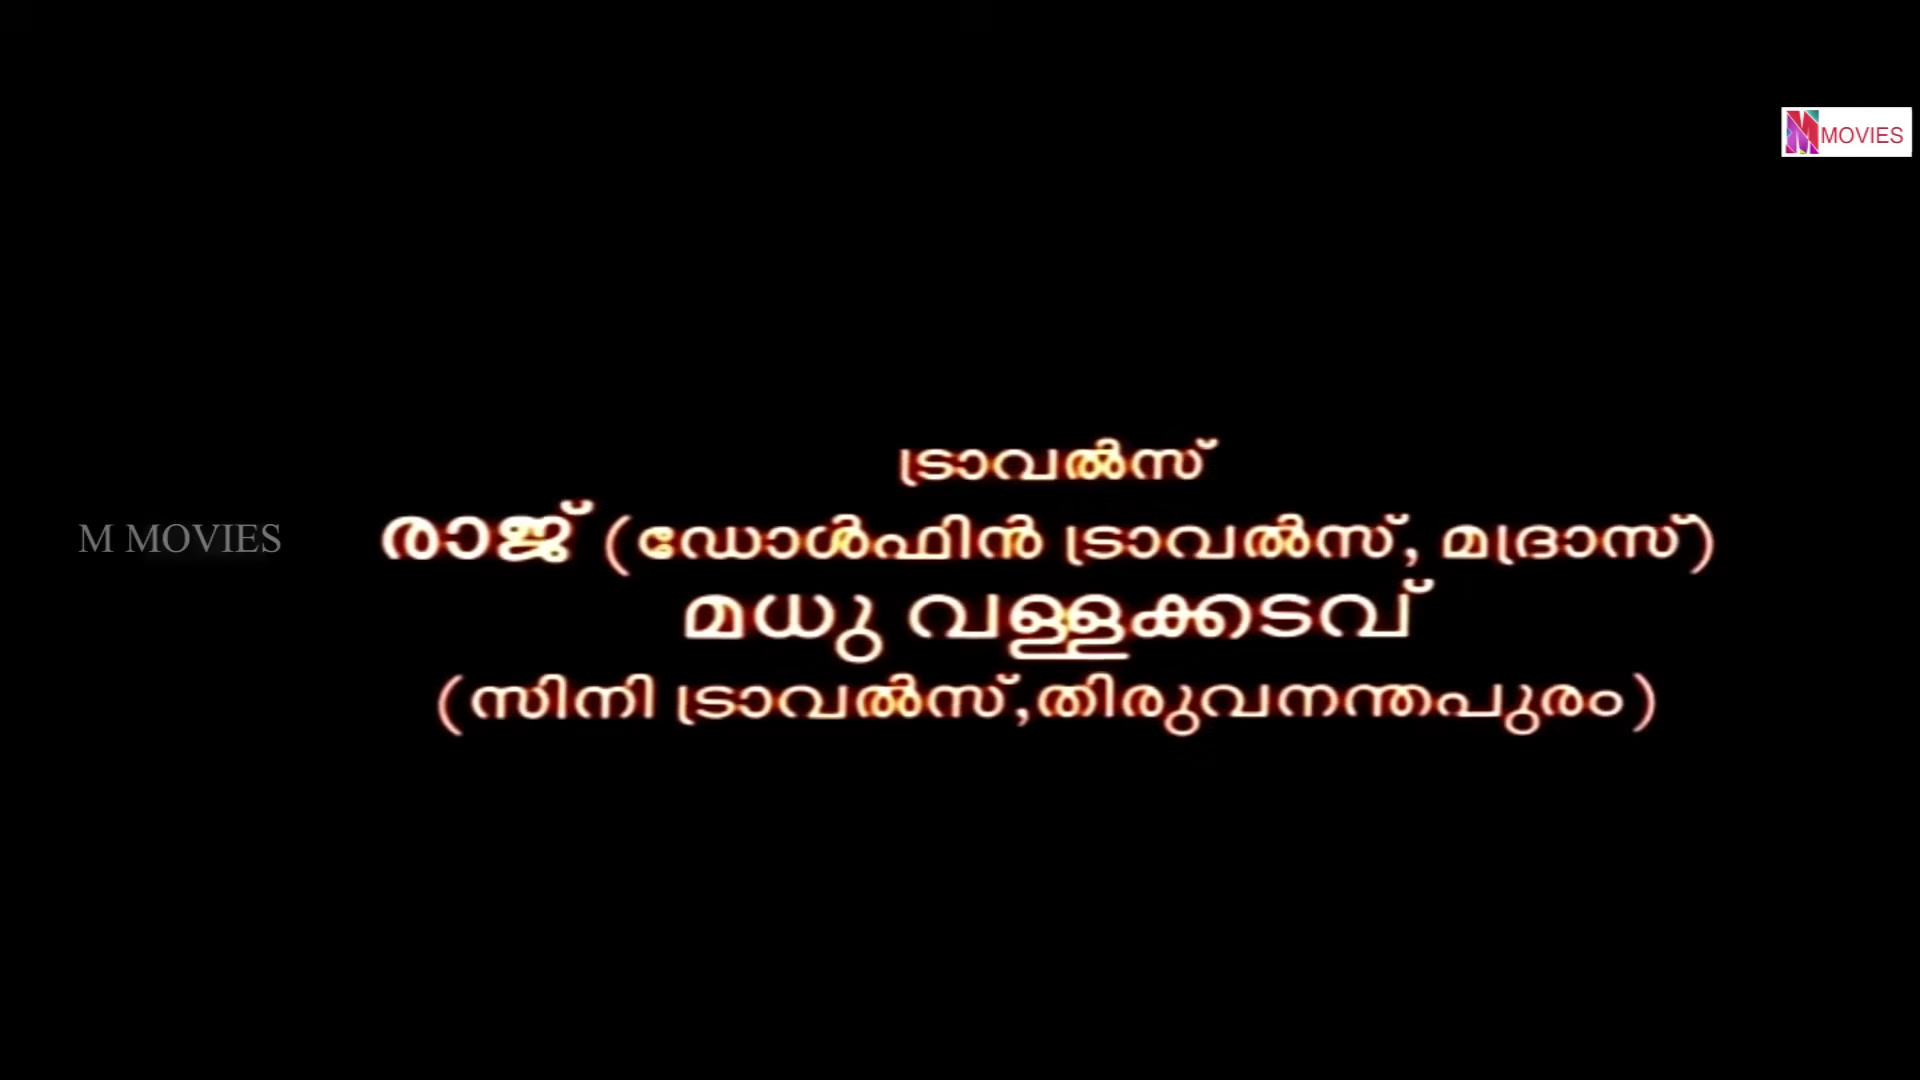 MOVIES
ട്രാവൽസ്
M MOVIES
രാജ് (ഡോൾഫിൻ ട്രാവൽസ്, മദ്രാസ്)
മധു വള്ളക്കടവ്
(സിനി ട്രാവൽസ്,തിരുവനന്തപുരം)